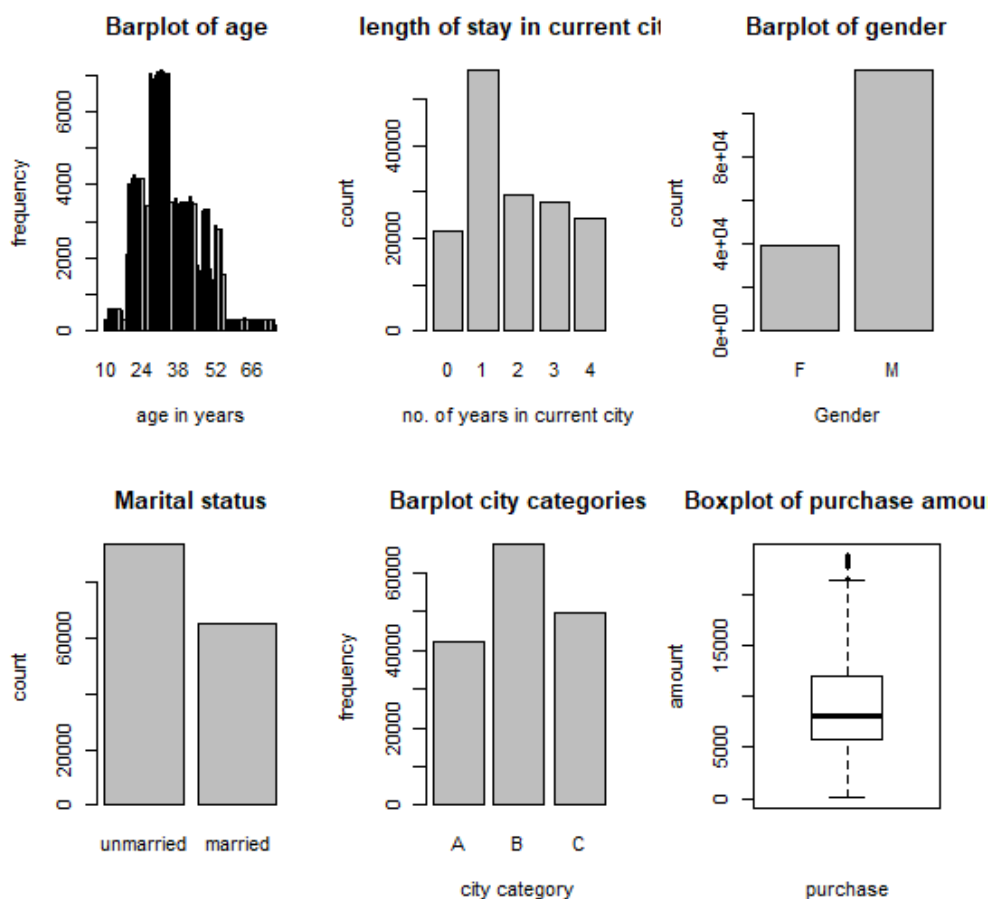 Barplot of age
frequency
0 2000 4000 6000
10 24 38 52 66
age in years
length of stay in current cit
count
0 20000 40000
0 1 2 3 4
no. of years in current city
Barplot of gender
count
0e+00 4e+04 8e+04
F M
Gender
Marital status
count
0 20000 60000
unmarried married
Barplot city categories
frequency
0 20000 40000 60000
A B C
city category
Boxplot of purchase amou
amount
0 5000 15000
purchase